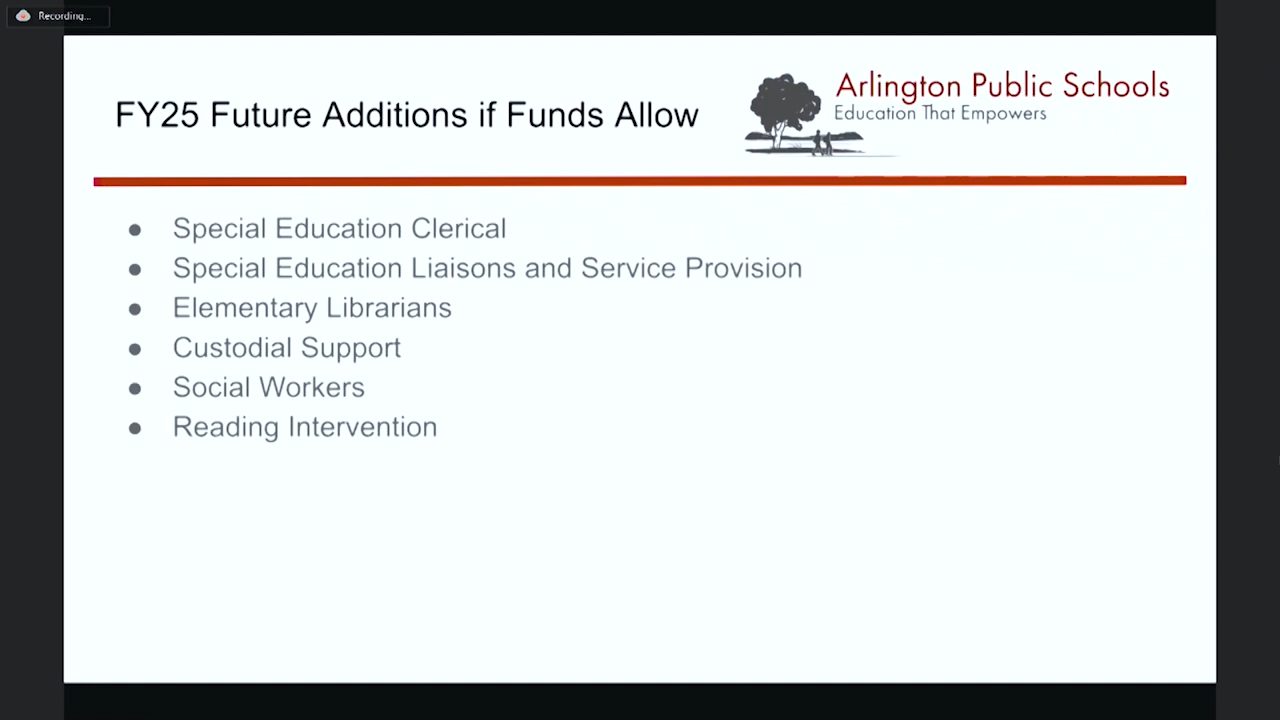 Recording...
FY25 Future Additions if Funds Allow
Arlington Public Schools
Education That Empowers
● Special Education Clerical
● Special Education Liaisons and Service Provision
● Elementary Librarians
● Custodial Support
● Social Workers
● Reading Intervention